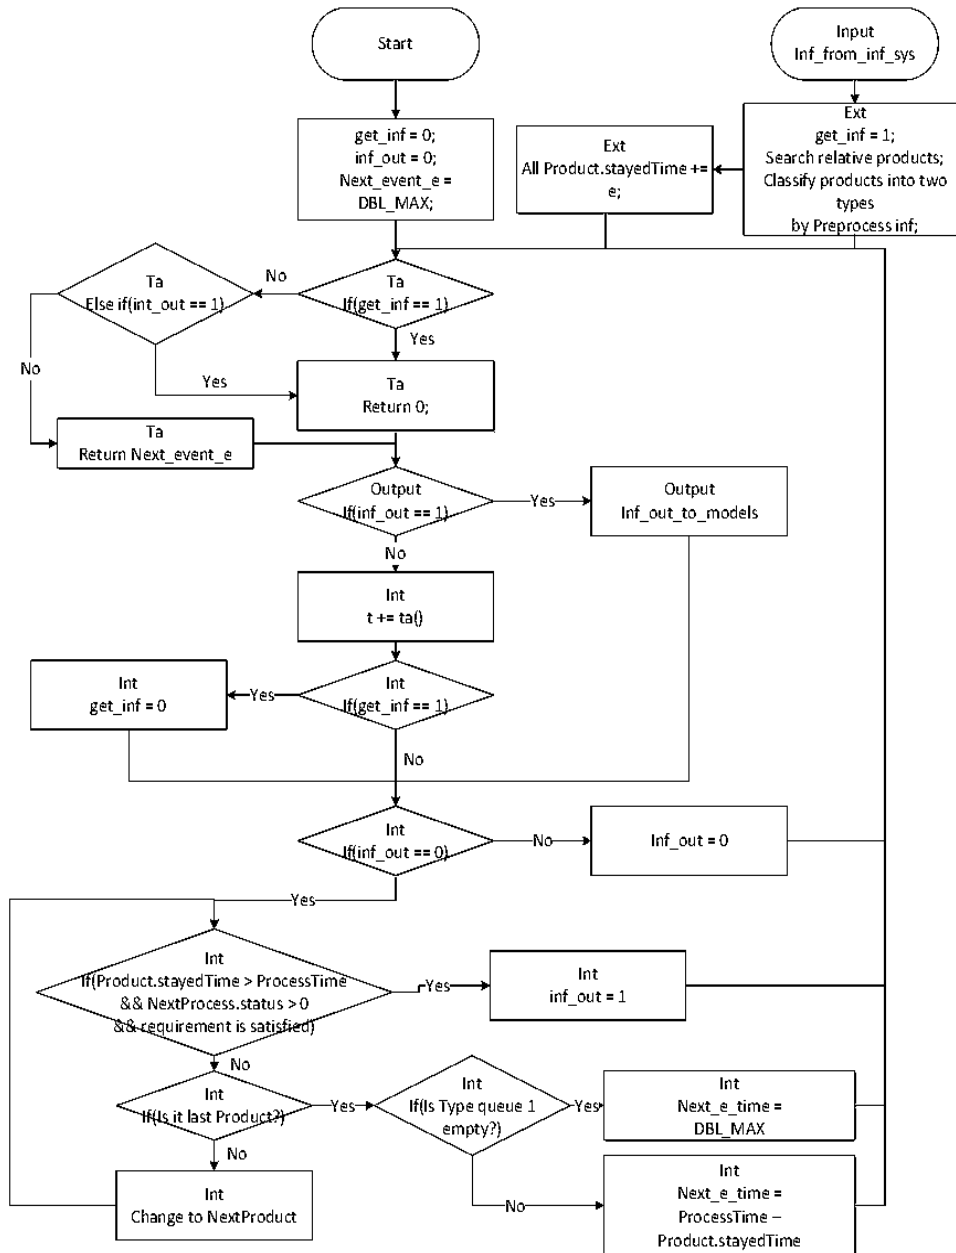 Start
Input
Inf_from_inf_sys
get_inf = 0;
inf_out = 0;
Next_event_e =
DBL_MAX;
Ext
All Product.stayedTime +=
e;
Ext
get_inf = 1;
Search relative products;
Classify products into two
types
by Preprocess inf;
Ta
Else if(int_out == 1)
No
Ta
If(get_inf == 1)
Yes
No
Yes
Ta
Return 0;
Ta
Return Next_event_e
Output
If(inf_out == 1)
Yes
Output
Inf_out_to_models
No
Int
t += ta()
Int
get_inf = 0
Yes
Int
If(get_inf == 1)
No
Int
If(inf_out == 0)
No
Inf_out = 0
Yes
Int
If(Product.stayedTime > ProcessTime
&& NextProcess.status > 0
&& requirement is satisfied)
Yes
Int
inf_out = 1
No
Int
If(Is it last Product?)
Yes
Int
If(Is Type queue 1
empty?)
Yes
Int
Next_e_time =
DBL_MAX
No
Int
Change to NextProduct
No
Int
Next_e_time =
ProcessTime –
Product.stayedTime